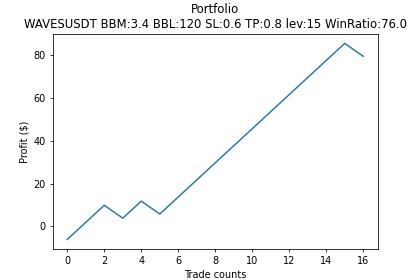 Portfolio
WAVESUSDT BBM:3.4 BBL:120 SL:0.6 TP:0.8 lev:15 WinRatio:76.0
80
60
40
20
0
Profit ($)
0 2 4 6 8 10 12 14 16
Trade counts